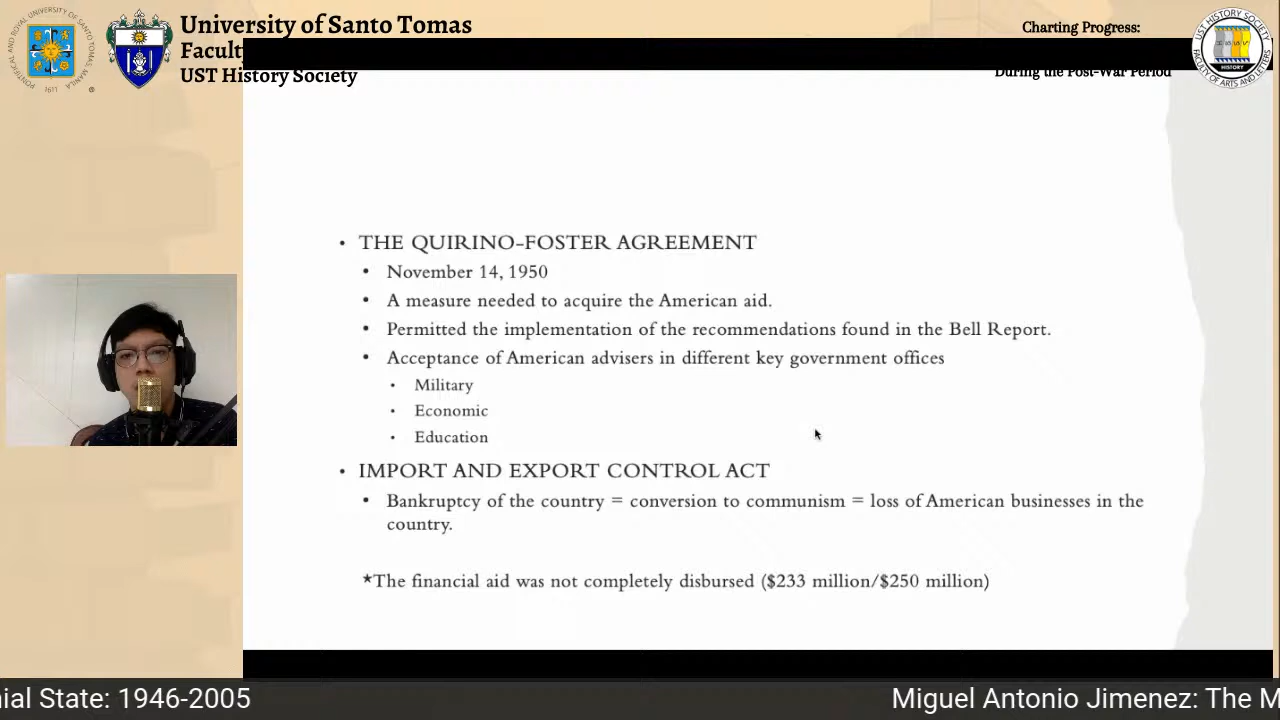 University of Santo Tomas
Facult
UST History Society
Charting Progress:
During the Post-War Period
THE QUIRINO-FOSTER AGREEMENT
November 14, 1950
A measure needed to acquire the American aid.
Permitted the implementation of the recommendations found in the Bell Report.
Acceptance of American advisers in different key government offices
Military
Economic
Education
IMPORT AND EXPORT CONTROL ACT
Bankruptcy of the country = conversion to communism = loss of American businesses in the
country.
*The financial aid was not completely disbursed ($233 million/$250 million)
nial State: 1946-2005
Miguel Antonio Jimenez: The M